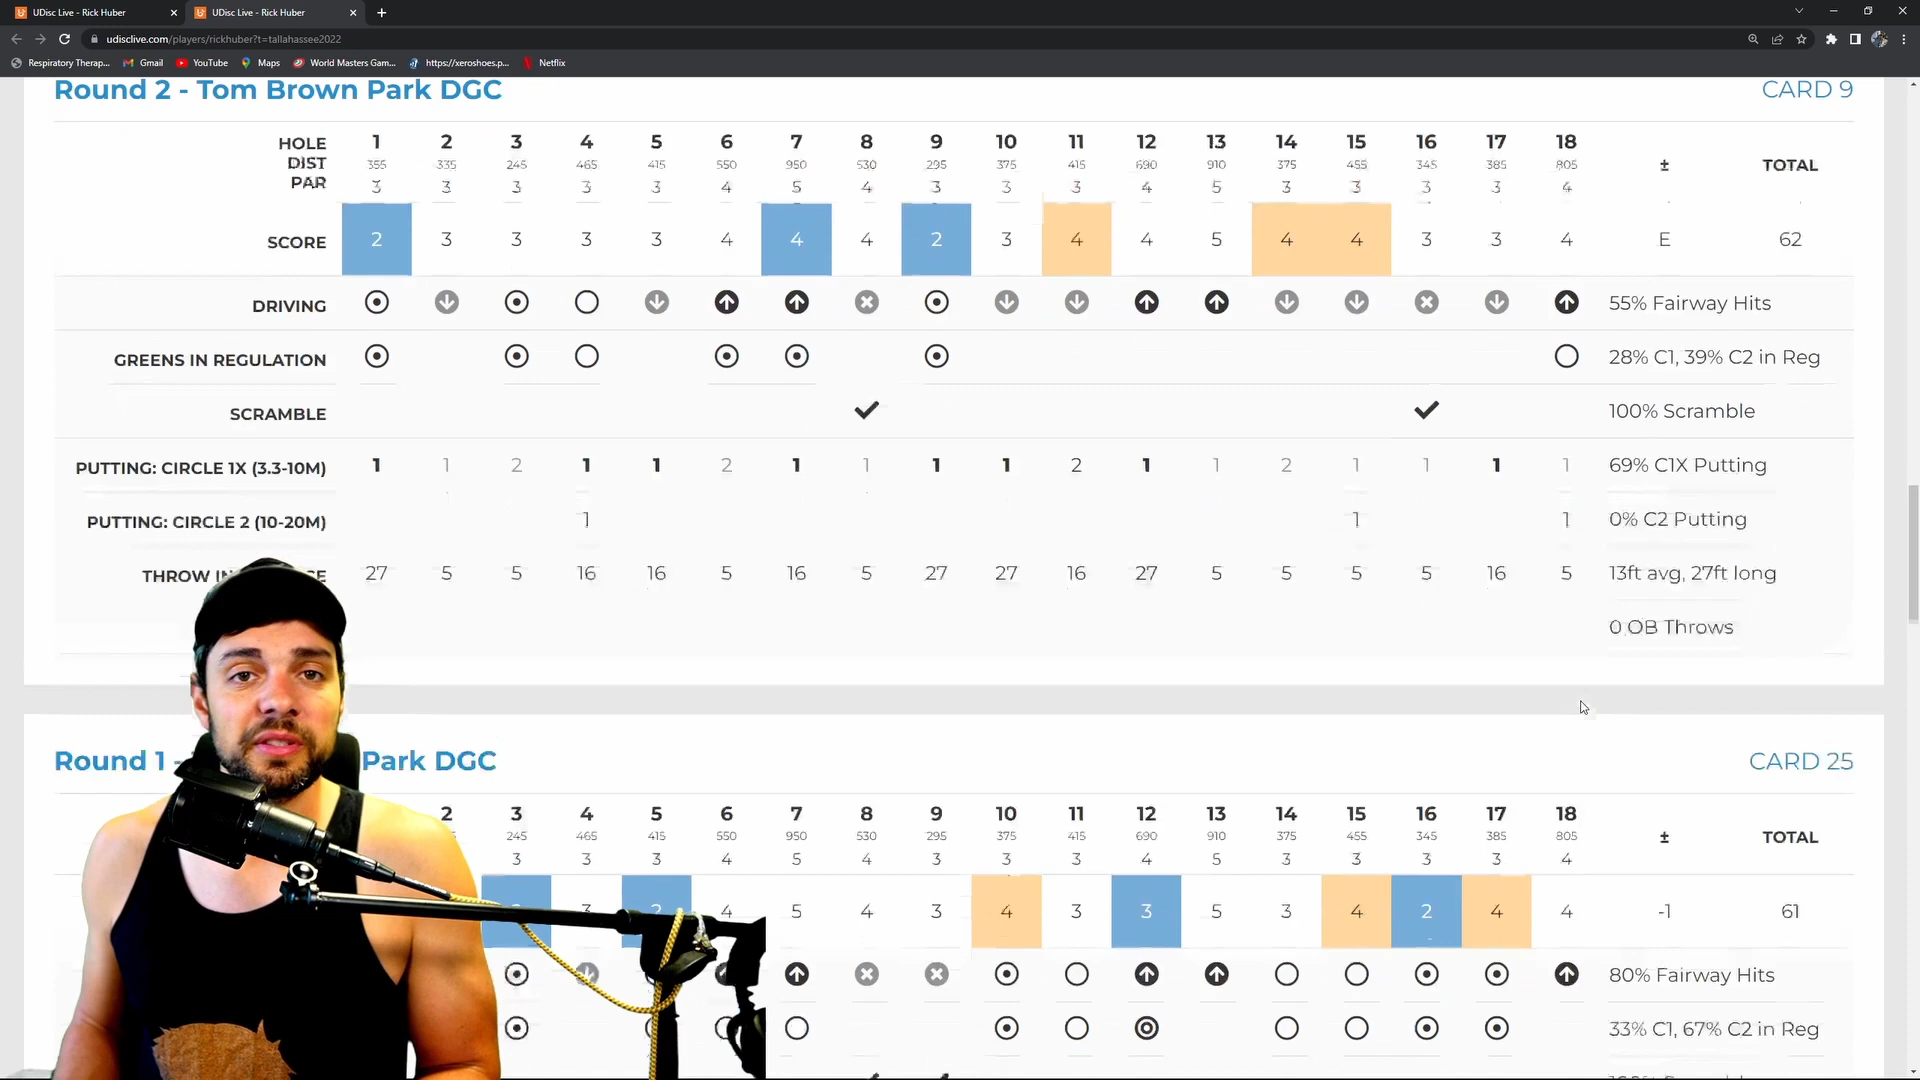 UDisc Live - Rick Huber
UDisc Live - Rick Huber
udisclive.com/players/rickhuber?t=tallahassee2022
Respiratory Therap... Gmail YouTube Maps World Masters Gam... https://xeroshoes.p... Netflix
Round 2 - Tom Brown Park DGC CARD 9
HOLE 1 2 3 4 5 6 7 8 9 10 11 12 13 14 15 16 17 18 ± TOTAL
DIST 355 335 245 465 415 550 950 530 295 375 415 690 910 375 455 345 385 805
PAR 3 3 3 3 3 4 5 4 3 3 3 4 5 3 3 3 3 4
SCORE 2 3 3 3 3 4 4 4 2 3 4 4 5 4 4 3 3 4 E 62
DRIVING 55% Fairway Hits
GREENS IN REGULATION 28% C1, 39% C2 in Reg
SCRAMBLE 100% Scramble
PUTTING: CIRCLE 1X (3.3-10M) 1 1 2 1 1 2 1 1 1 1 2 1 1 2 1 1 1 1 69% C1X Putting
PUTTING: CIRCLE 2 (10-20M) 1 1 1 0% C2 Putting
THROW IN 27 5 5 16 16 5 16 5 27 27 16 27 5 5 5 5 16 5 13ft avg, 27ft long
0 OB Throws
Round 1 - Park DGC CARD 25
2 3 4 5 6 7 8 9 10 11 12 13 14 15 16 17 18 ± TOTAL
245 465 415 550 950 530 295 375 415 690 910 375 455 345 385 805
3 3 3 4 5 4 3 3 3 4 5 3 3 3 3 4
3 2 4 5 4 3 4 3 3 5 3 4 2 4 4 -1 61
80% Fairway Hits
33% C1, 67% C2 in Reg